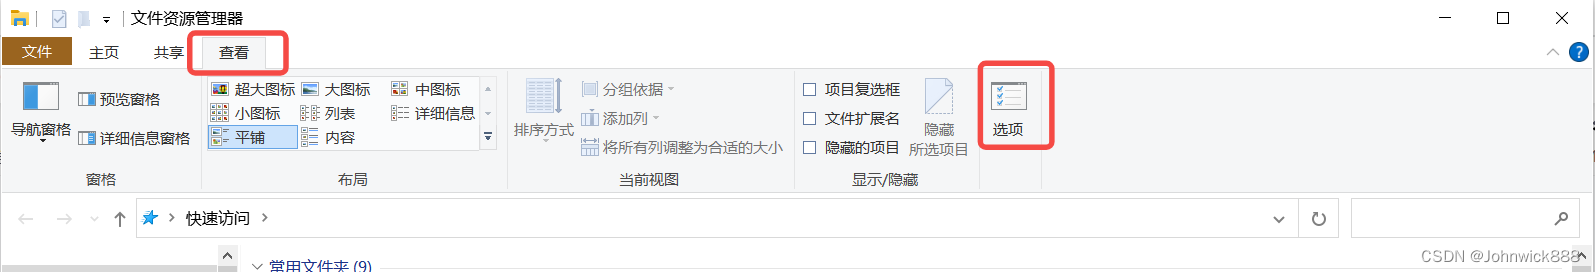 文件资源管理器
文件 主页 共享 查看
超大图标 大图标 中图标
小图标 列表 详细信息
平铺 内容
导航窗格 预览窗格
详细信息窗格
排序方式 分组依据
添加列
将所有列调整为合适的大小
项目复选框
文件扩展名
隐藏的项目
隐藏
所选项目
选项
窗格 布局 当前视图 显示/隐藏
快速访问
常用文件夹 (9)
CSDN @Johnwick888